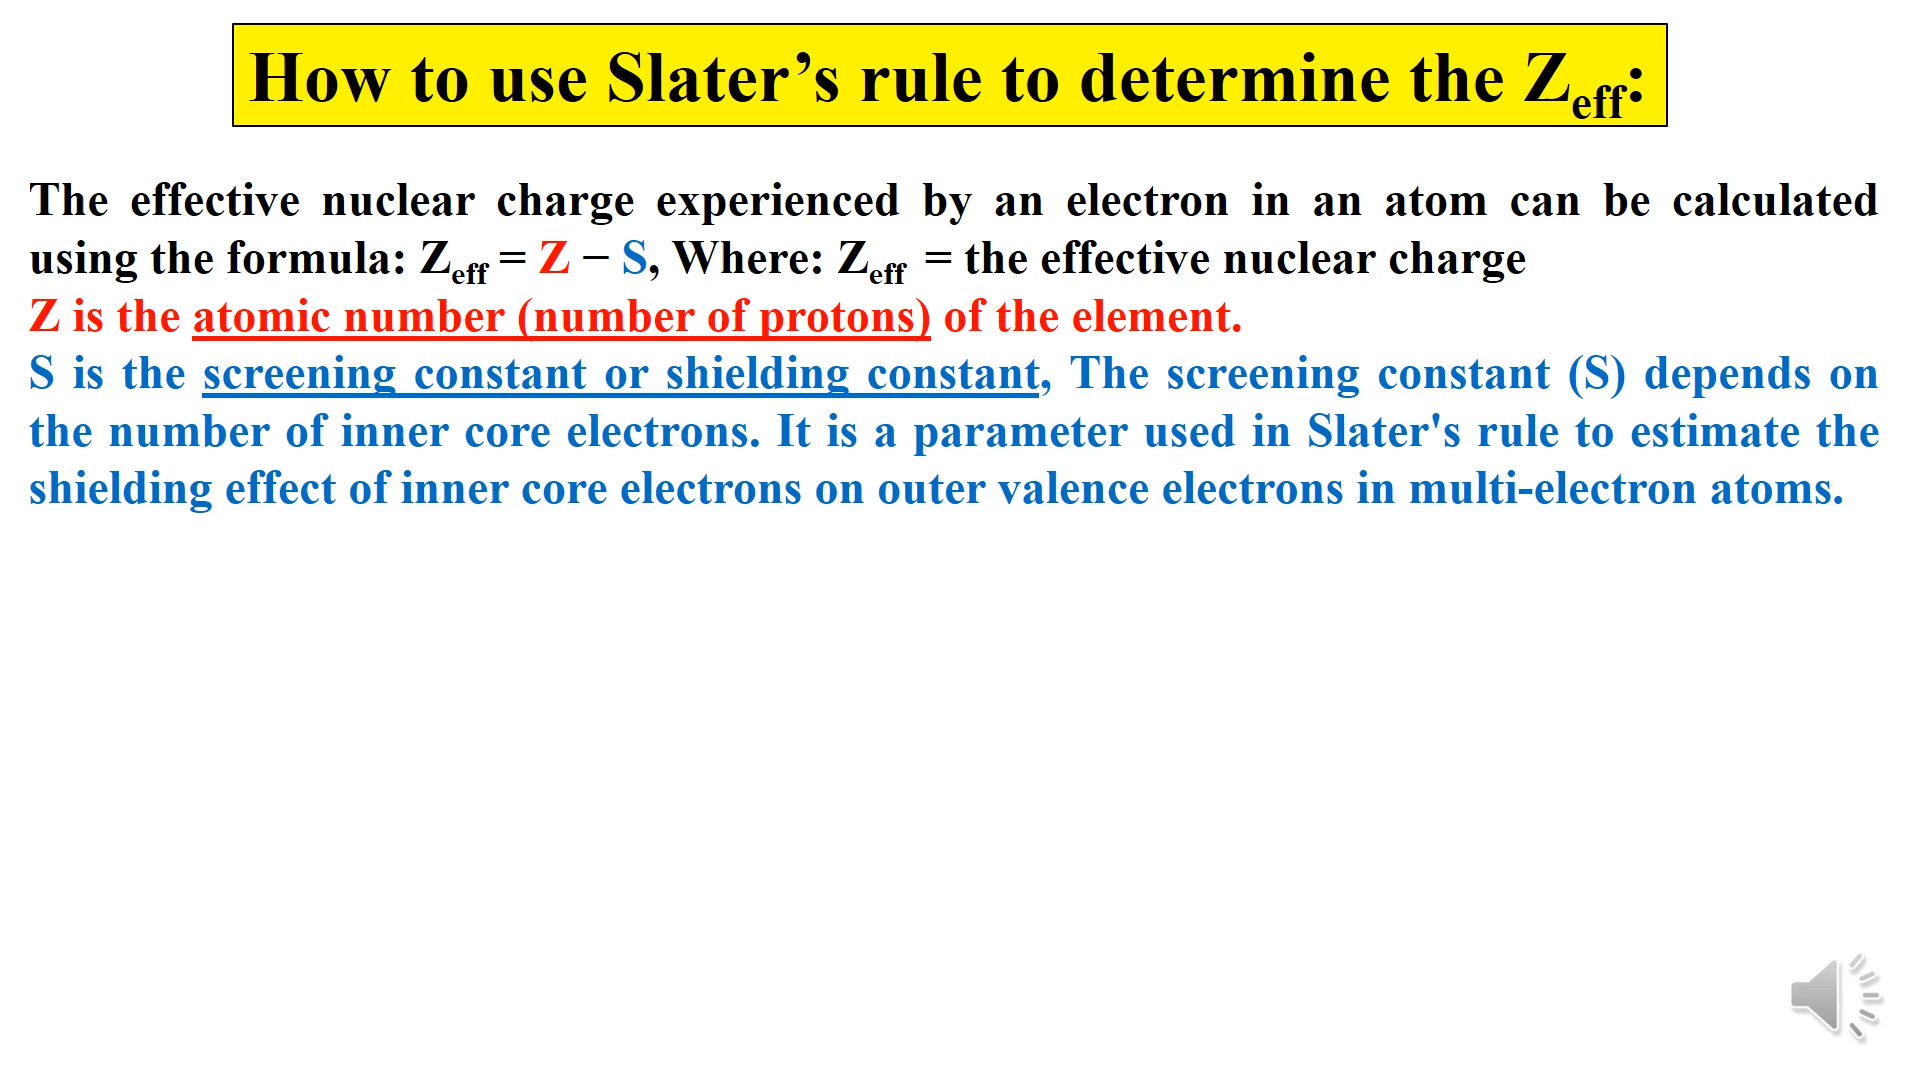 How to use Slater’s rule to determine the Zeff:
The effective nuclear charge experienced by an electron in an atom can be calculated
using the formula: Zeff = Z − S, Where: Zeff = the effective nuclear charge
Z is the atomic number (number of protons) of the element.
S is the screening constant or shielding constant, The screening constant (S) depends on
the number of inner core electrons. It is a parameter used in Slater's rule to estimate the
shielding effect of inner core electrons on outer valence electrons in multi-electron atoms.